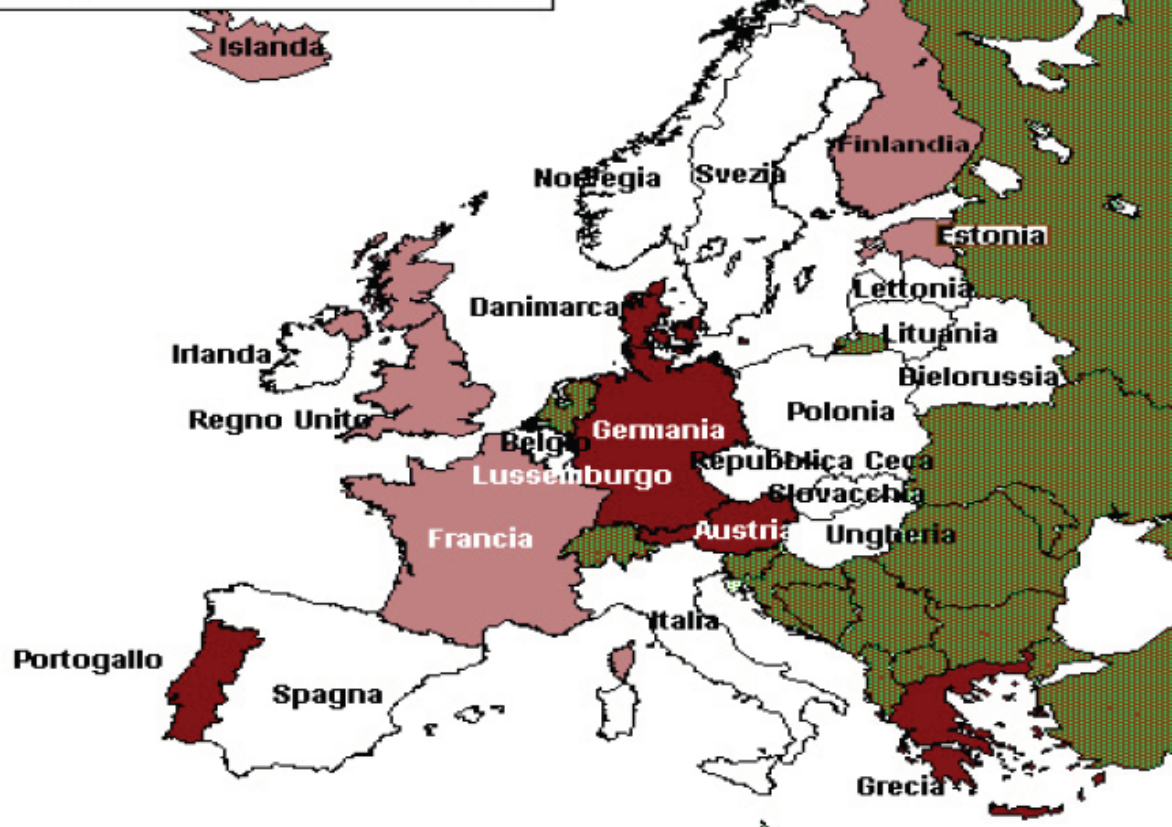 Islanda
Finlandia
Norvegia
Svezia
Estonia
Lettonia
Danimarca
Lituania
Irlanda
Bielorussia
Polonia
Regno Unito
Germania
Belgio
Repubblica Ceca
Lussemburgo
Slovacchia
Austria
Ungheria
Francia
Italia
Portogallo
Spagna
Grecia